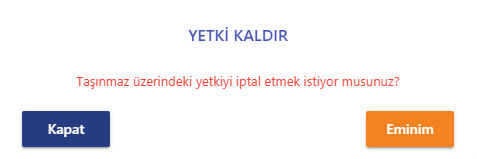 YETKİ KALDIR
Taşınmaz üzerindeki yetkiyi iptal etmek istiyor musunuz?
Kapat
Eminim